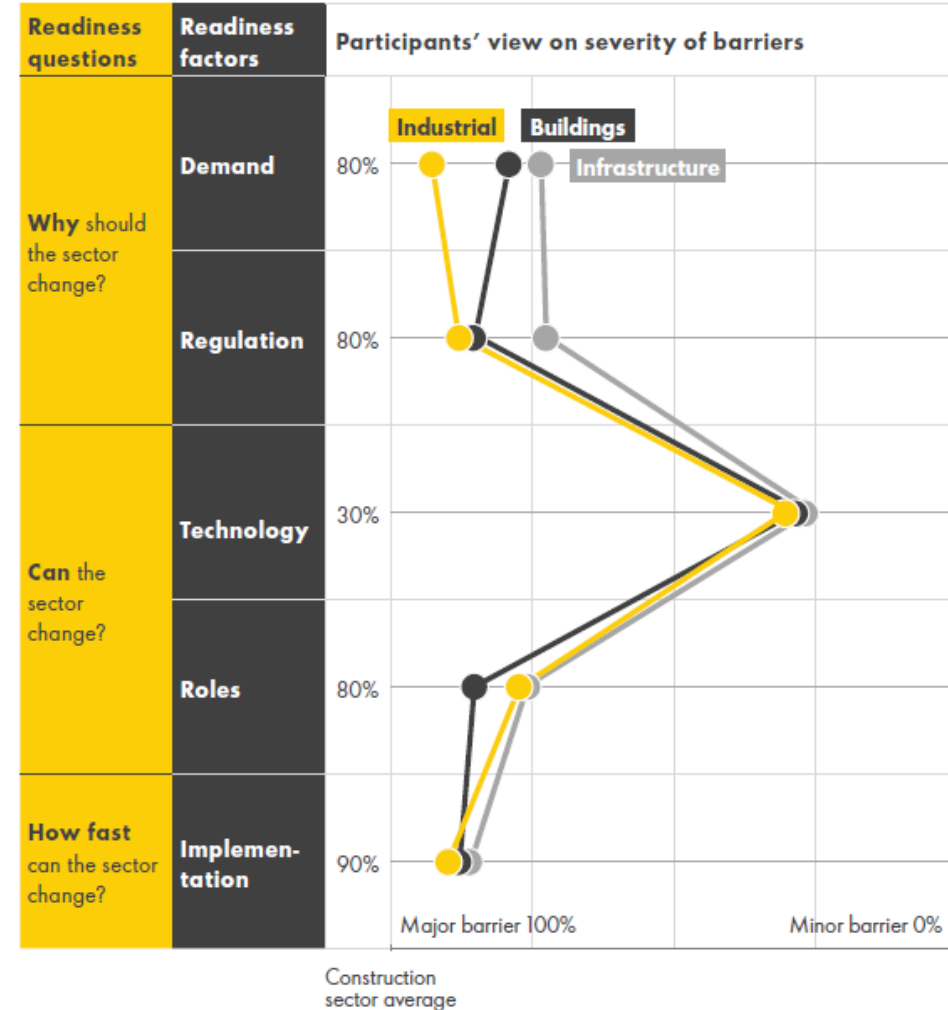 Readiness
questions
Readiness
factors
Participants' view on severity of barriers
Industrial
Buildings
Infrastructure
Why should
the sector
change?
Demand
80%
Regulation
80%
Can the
sector
change?
Technology
30%
Roles
80%
How fast
can the sector
change?
Implemen-
tation
90%
Major barrier 100%
Minor barrier 0%
Construction
sector average